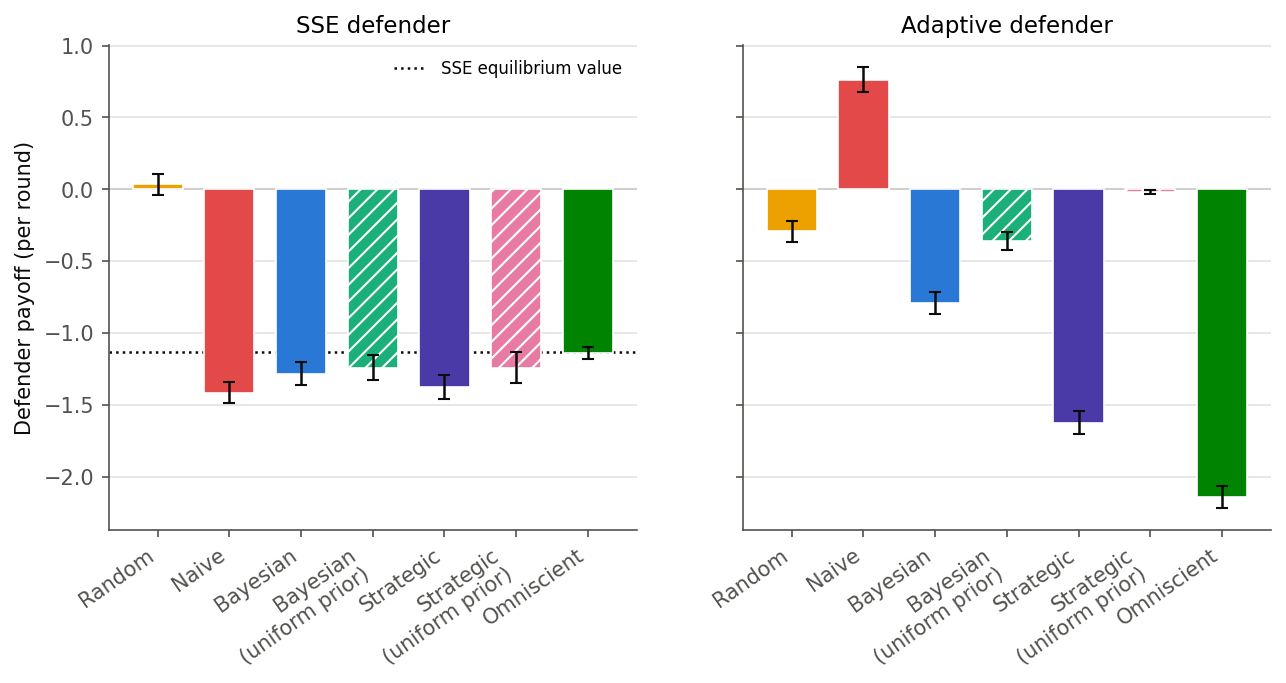 SSE defender
Adaptive defender
SSE equilibrium value
Defender payoff (per round)
1.0
0.5
0.0
−0.5
−1.0
−1.5
−2.0
Random
Naive
Bayesian
Bayesian
(uniform prior)
Strategic
Strategic
(uniform prior)
Omniscient
Random
Naive
Bayesian
Bayesian
(uniform prior)
Strategic
Strategic
(uniform prior)
Omniscient